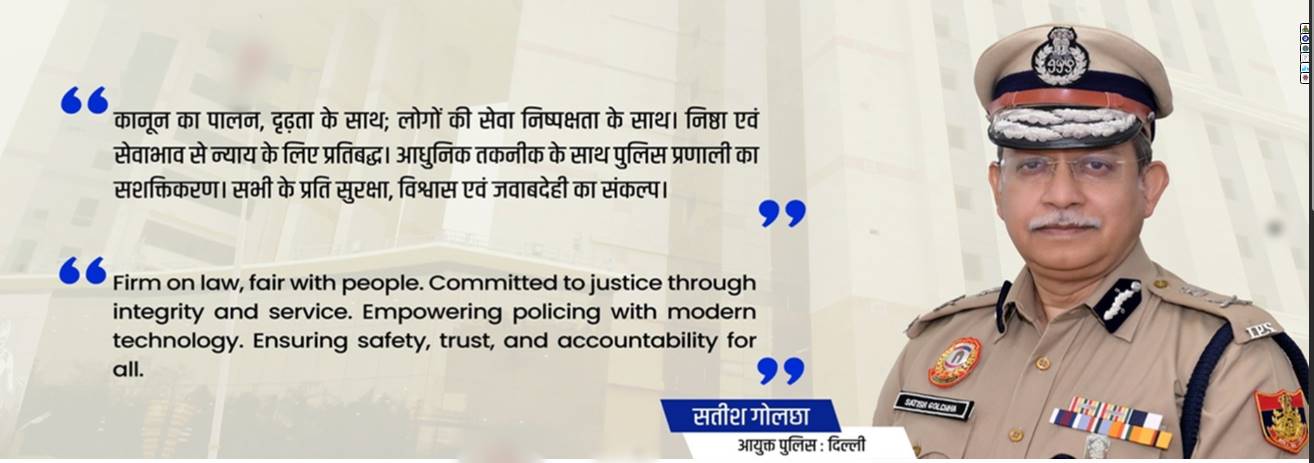 कानून का पालन, दृढ़ता के साथ; लोगों की सेवा निष्पक्षता के साथ। निष्ठा एवं
सेवाभाव से न्याय के लिए प्रतिबद्ध। आधुनिक तकनीक के साथ पुलिस प्रणाली का
सशक्तिकरण। सभी के प्रति सुरक्षा, विश्वास एवं जवाबदेही का संकल्प।
Firm on law, fair with people. Committed to justice through
integrity and service. Empowering policing with modern
technology. Ensuring safety, trust, and accountability for
all.
IPS
SATISH GOLCHHA
सतीश गोलछा
आयुक्त पुलिस : दिल्ली